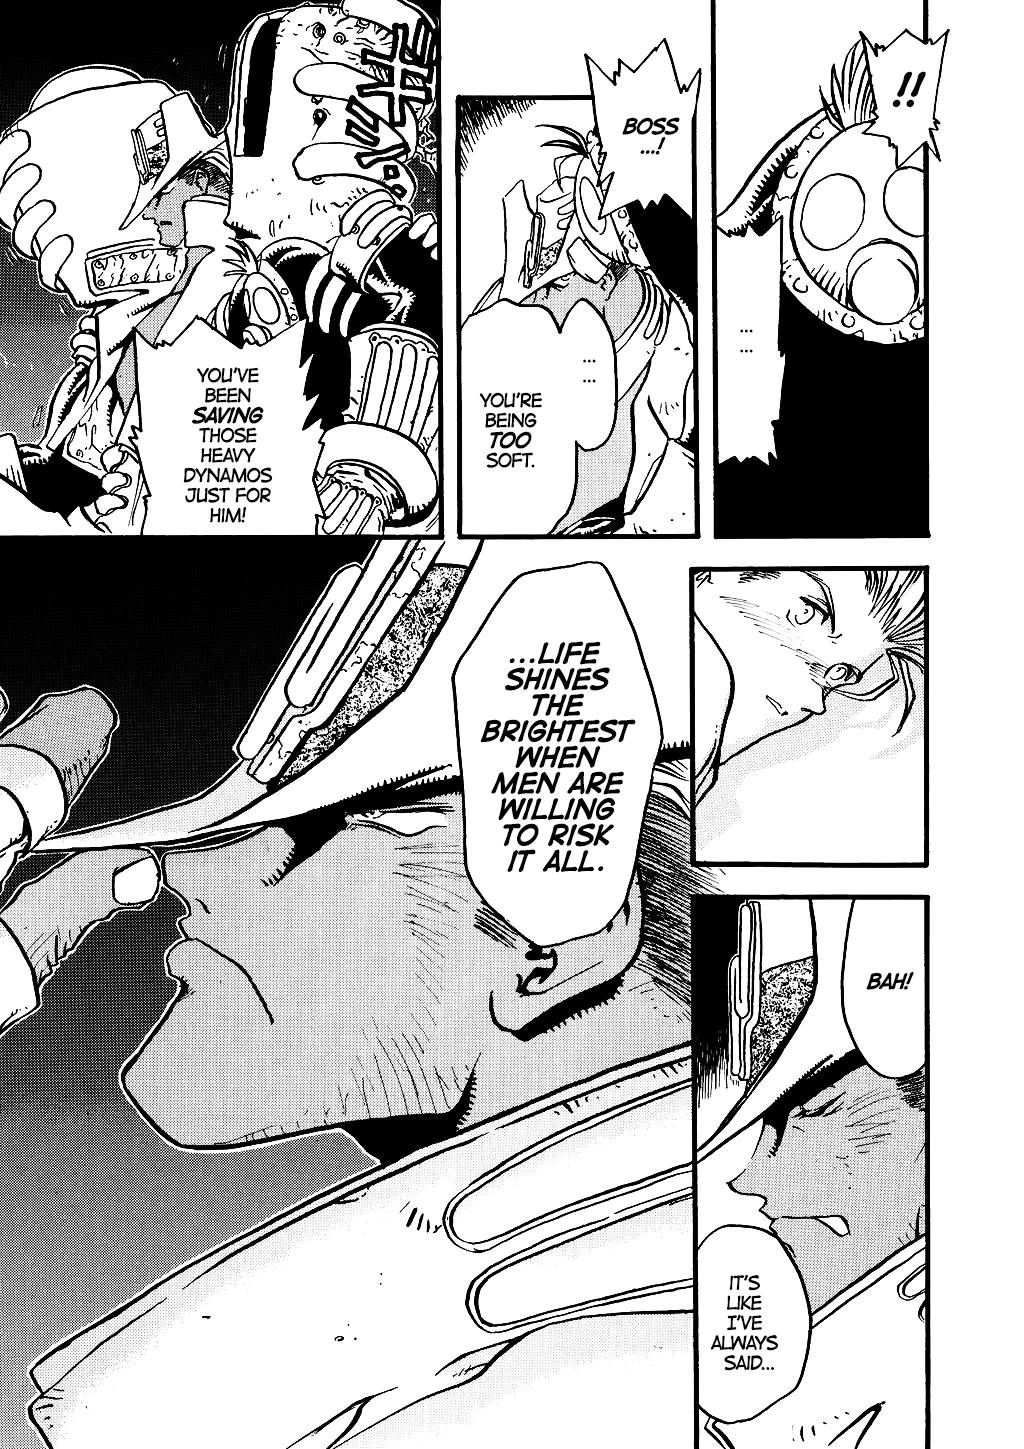 !!
...
...
BOSS
...!
...
...
YOU'RE
BEING
TOO
SOFT.
YOU'VE
BEEN
SAVING
THOSE
HEAVY
DYNAMOS
JUST FOR
HIM!
BAH!
IT'S
LIKE
I'VE
ALWAYS
SAID...
...LIFE
SHINES
THE
BRIGHTEST
WHEN
MEN ARE
WILLING
TO RISK
IT ALL.